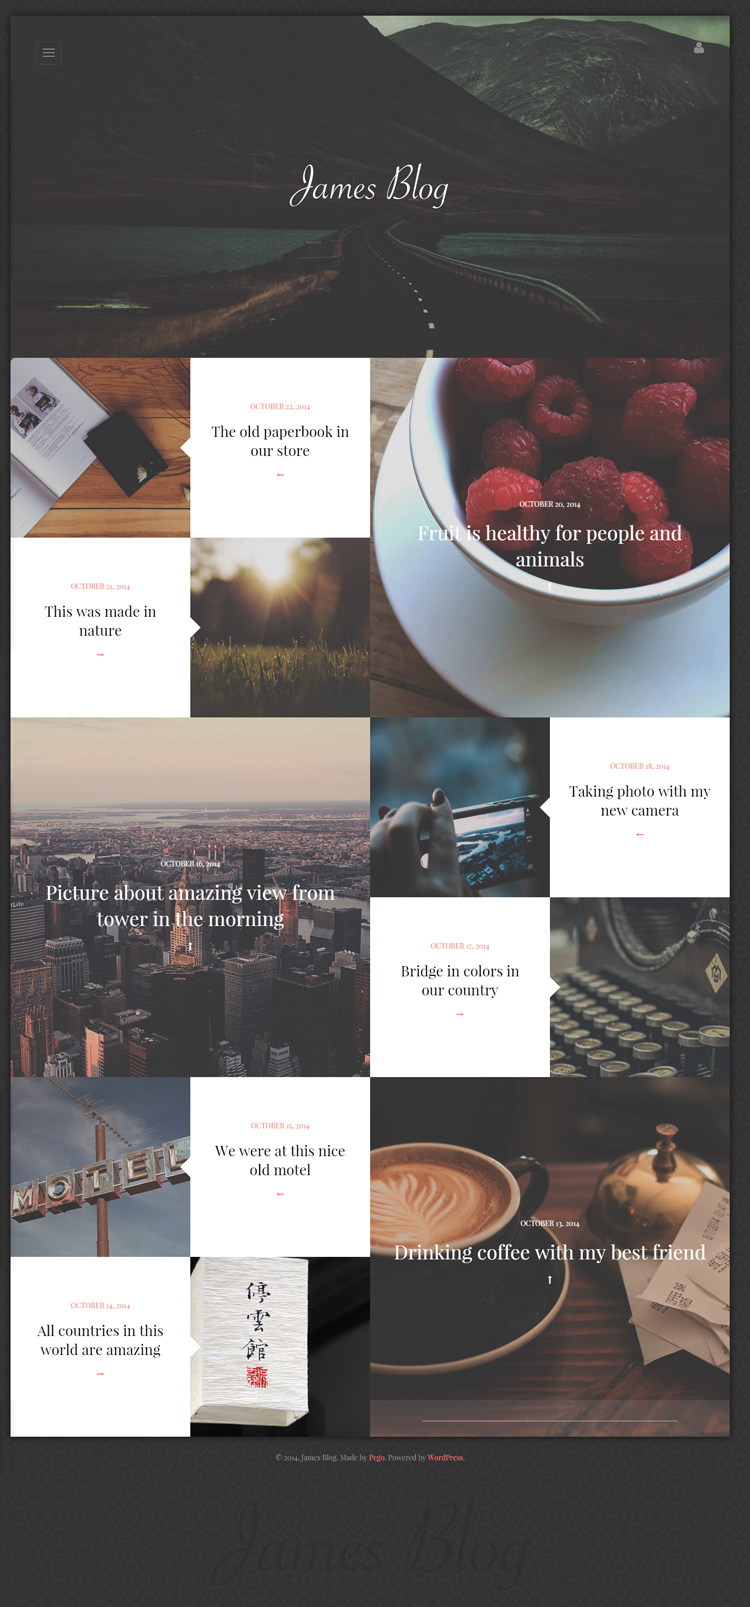 James Blog
OCTOBER 22, 2014
The old paperbook in
our store
←
OCTOBER 20, 2014
Fruit is healthy for people and
animals
↑
OCTOBER 21, 2014
This was made in
nature
→
OCTOBER 16, 2014
Picture about amazing view from
tower in the morning
↑
OCTOBER 18, 2014
Taking photo with my
new camera
←
OCTOBER 17, 2014
Bridge in colors in
our country
→
MOTEL
OCTOBER 15, 2014
We were at this nice
old motel
←
OCTOBER 13, 2014
Drinking coffee with my best friend
↑
OCTOBER 14, 2014
All countries in this
world are amazing
→
停雲館
© 2014, James Blog. Made by Pego. Powered by WordPress.
James Blog